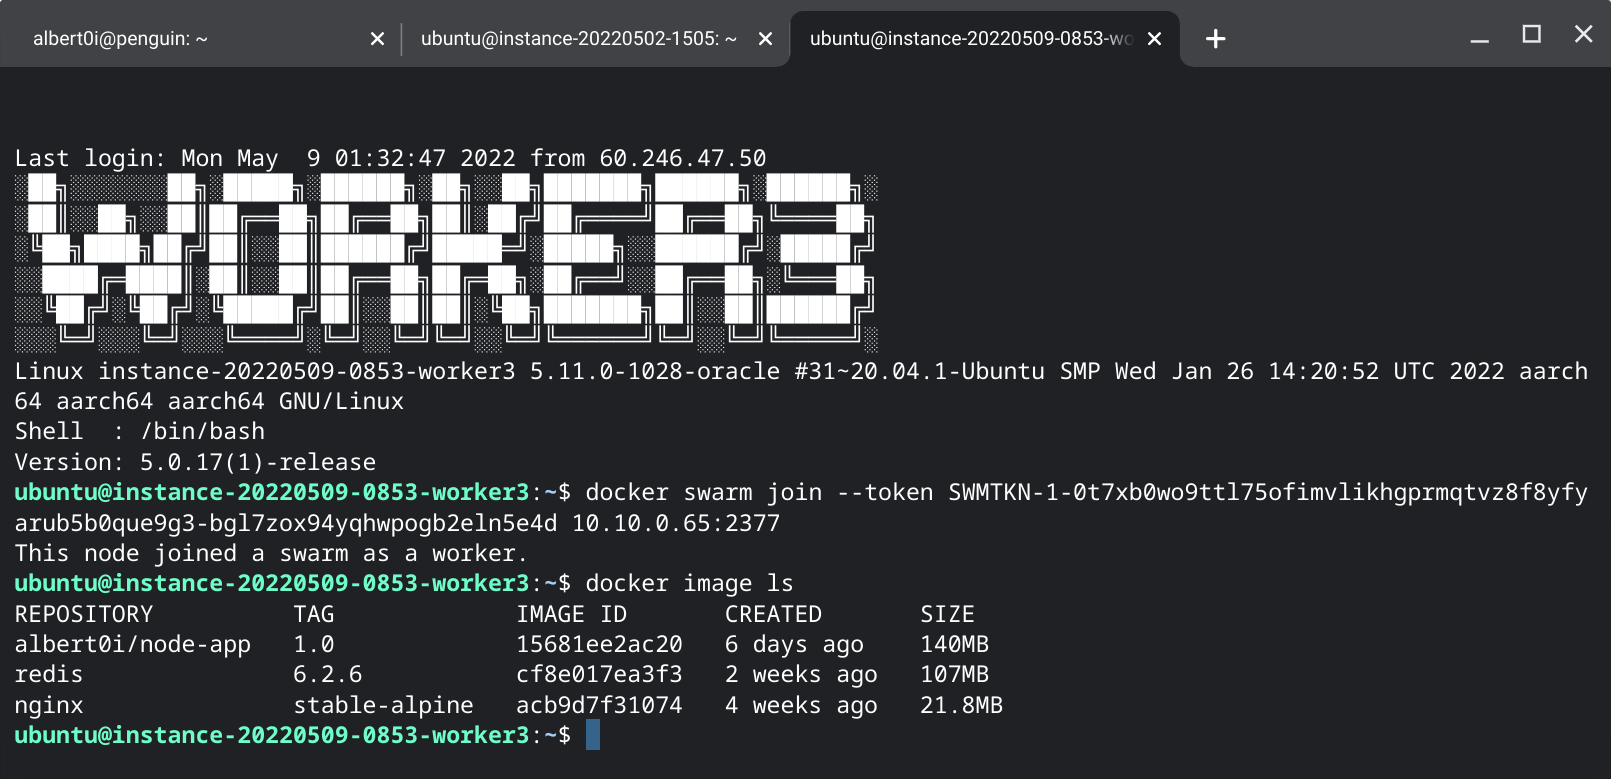 albert0i@penguin: ~
ubuntu@instance-20220502-1505: ~
ubuntu@instance-20220509-0853-wo
Last login: Mon May  9 01:32:47 2022 from 60.246.47.50
WORKER3
Linux instance-20220509-0853-worker3 5.11.0-1028-oracle #31~20.04.1-Ubuntu SMP Wed Jan 26 14:20:52 UTC 2022 aarch
64 aarch64 aarch64 GNU/Linux
Shell  : /bin/bash
Version: 5.0.17(1)-release
ubuntu@instance-20220509-0853-worker3:~$ docker swarm join --token SWMTKN-1-0t7xb0wo9ttl75ofimvlikhgprmqtvz8f8yfy
arub5b0que9g3-bgl7zox94yqhwpogb2eln5e4d 10.10.0.65:2377
This node joined a swarm as a worker.
ubuntu@instance-20220509-0853-worker3:~$ docker image ls
REPOSITORY          TAG             IMAGE ID       CREATED       SIZE
albert0i/node-app   1.0             15681ee2ac20   6 days ago    140MB
redis               6.2.6           cf8e017ea3f3   2 weeks ago   107MB
nginx               stable-alpine   acb9d7f31074   4 weeks ago   21.8MB
ubuntu@instance-20220509-0853-worker3:~$